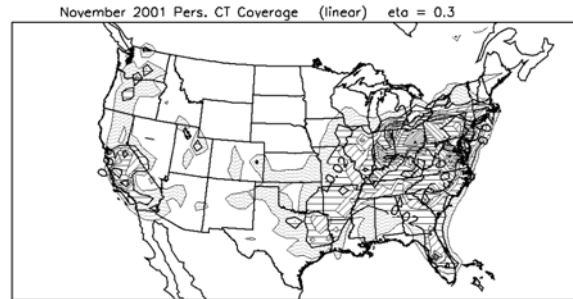 November 2001 Pers. CT Coverage (linear) eta = 0.3